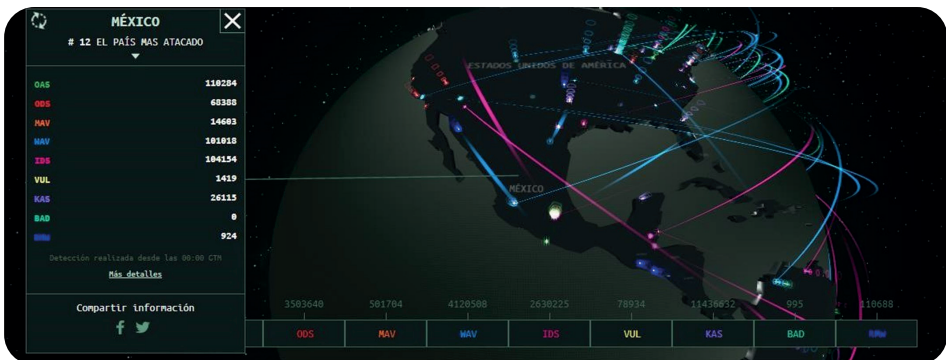 MÉXICO
# 12 EL PAÍS MAS ATACADO
OAS 110284
ODS 68388
MAV 14603
WAV 101018
IDS 104154
VUL 1419
KAS 26115
BAD 0
RMW 924
Detección realizada desde las 00:00 GTM
Más detalles
Compartir información
ESTADOS UNIDOS DE AMÉRICA
MÉXICO
3503640 501704 4120508 2630225 78934 11436632 995 110688
ODS MAV WAV IDS VUL KAS BAD RMW